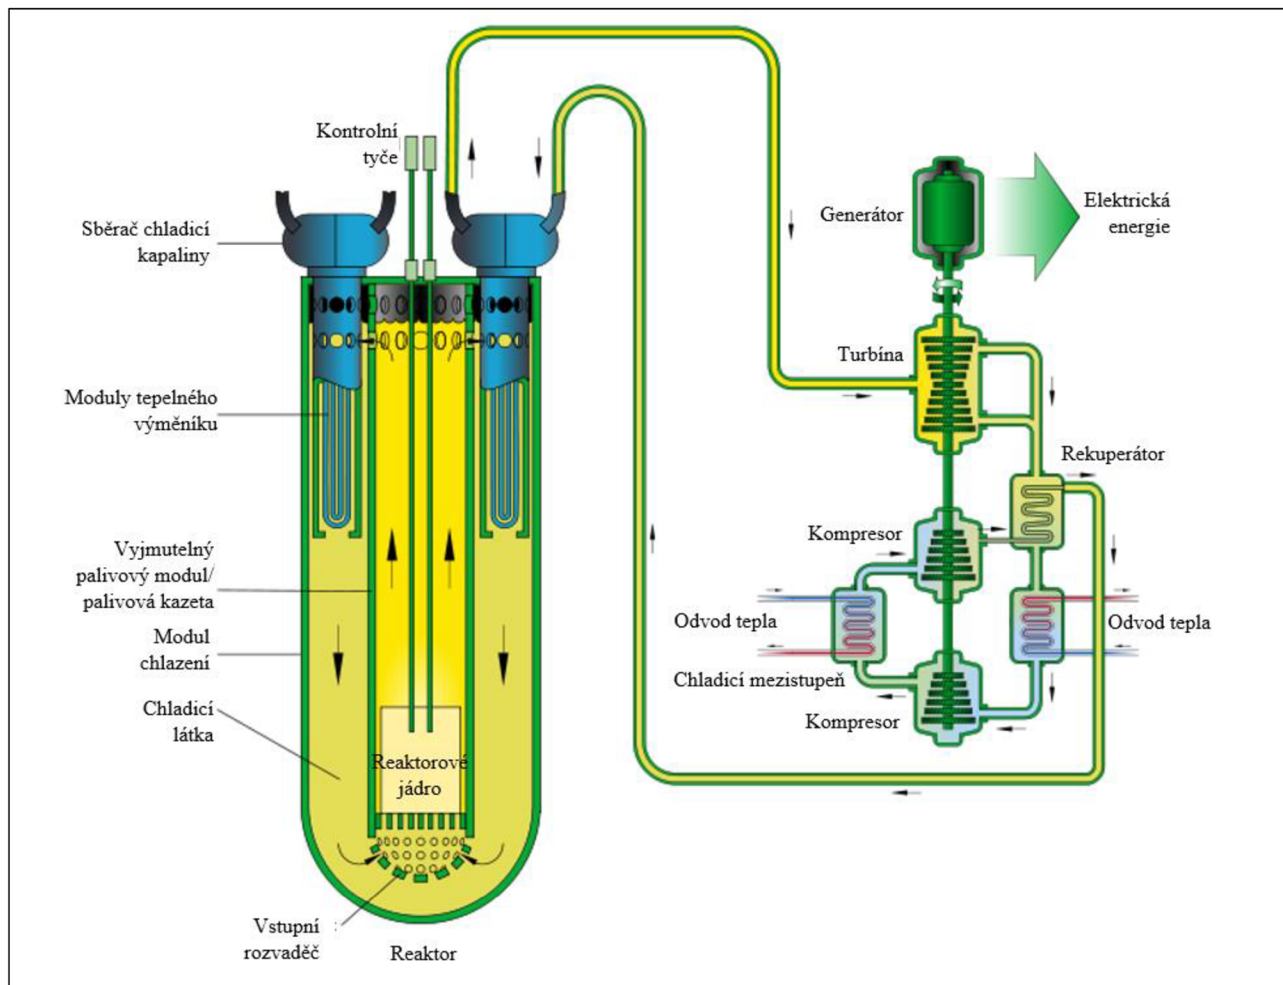 Kontrolní
tyče
Sběrač chladicí
kapaliny
Moduly tepelného
výměníku
Vyjmutelný
palivový modul/
palivová kazeta
Modul
chlazení
Chladicí
látka
Reaktorové
jádro
Vstupní
rozvaděč
Reaktor
Generátor
Elektrická
energie
Turbína
Rekuperátor
Kompresor
Odvod tepla
Odvod tepla
Chladicí mezistupeň
Kompresor